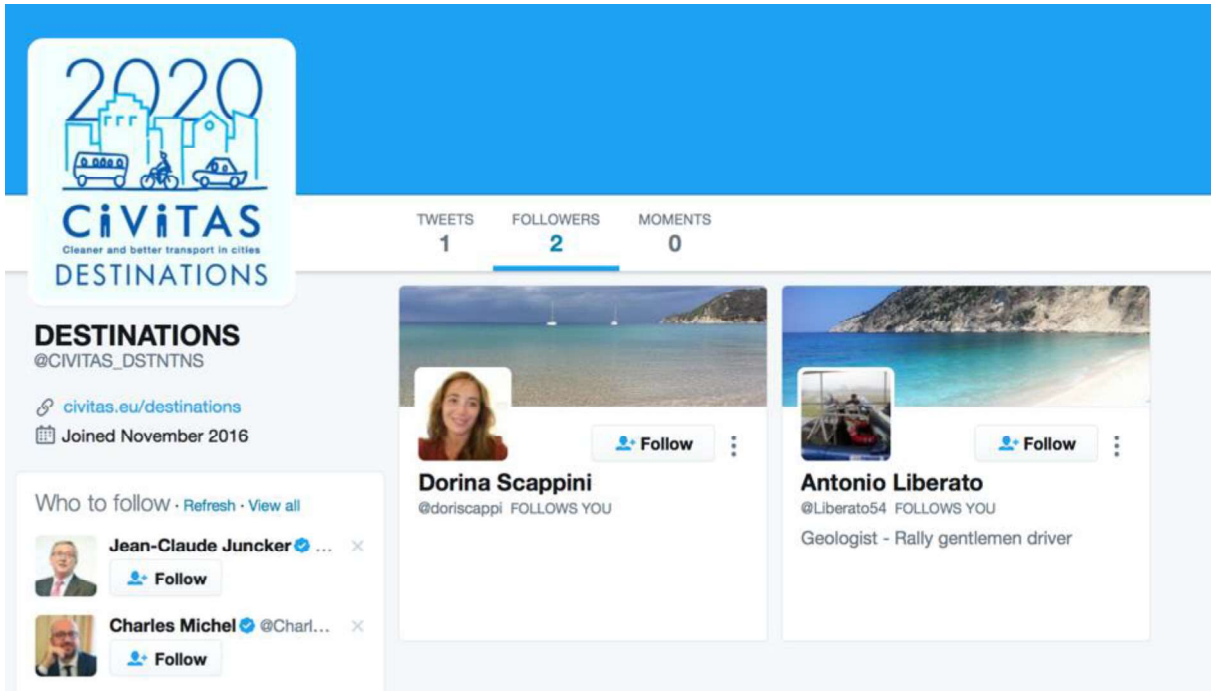 2020
CiViTAS
Cleaner and better transport in cities
DESTINATIONS
TWEETS
1
FOLLOWERS
2
MOMENTS
0
DESTINATIONS
@CIVITAS_DSTNTNS
civitas.eu/destinations
Joined November 2016
Who to follow · Refresh · View all
Jean-Claude Juncker ...
Follow
Charles Michel @Charl...
Follow
Follow
Dorina Scappini
@doriscappi FOLLOWS YOU
Follow
Antonio Liberato
@Liberato54 FOLLOWS YOU
Geologist - Rally gentlemen driver